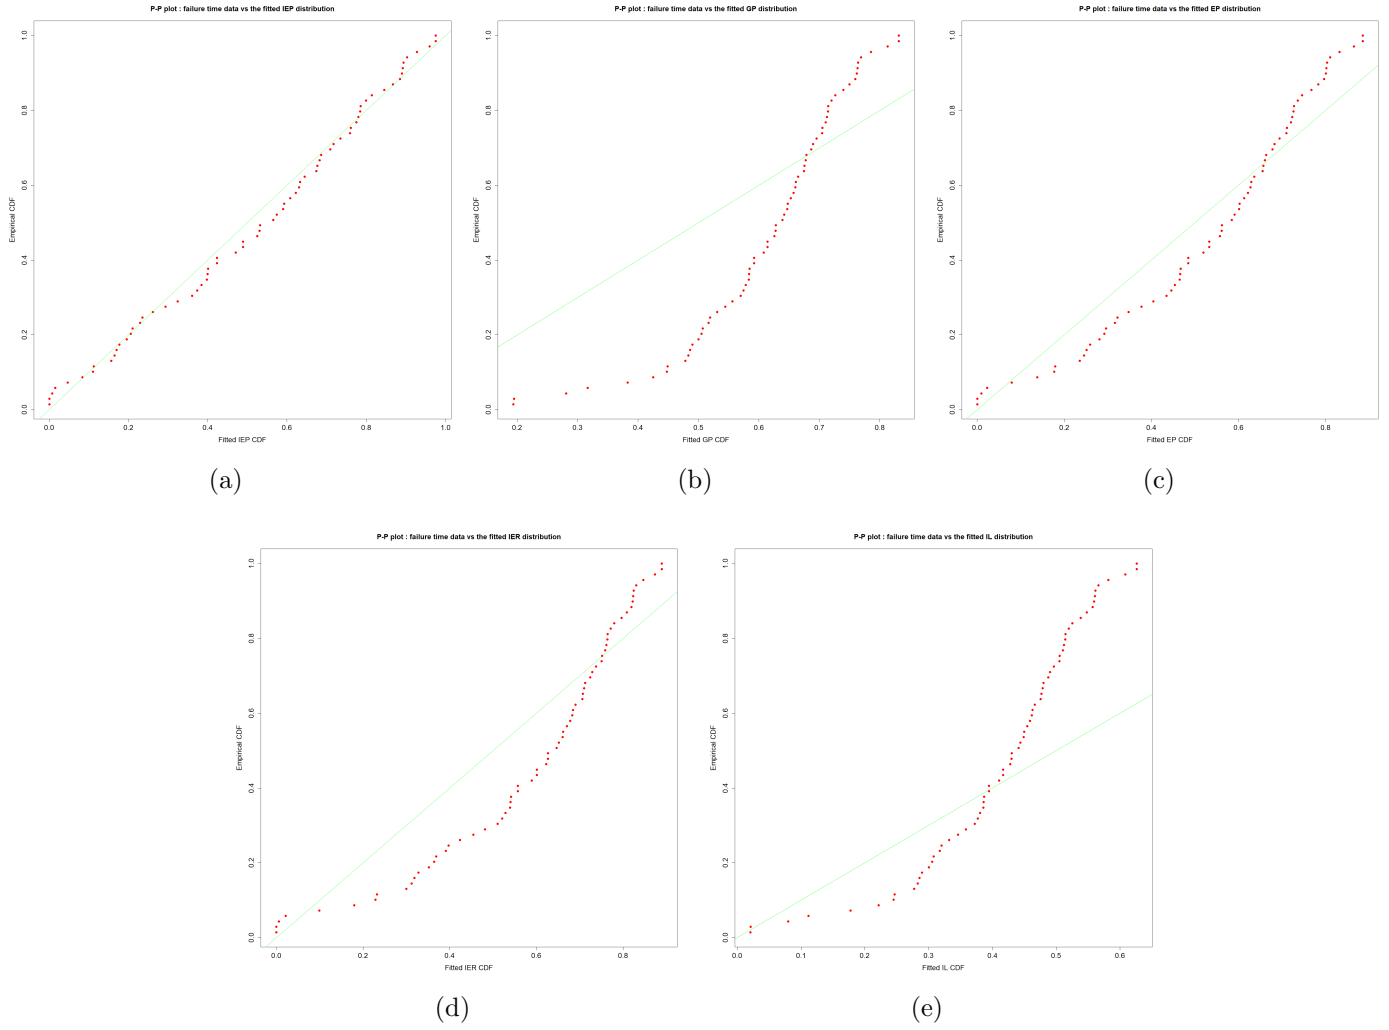 P-P plot : failure time data vs the fitted IEP distribution
Empirical CDF
0.0 0.2 0.4 0.6 0.8 1.0
0.0 0.2 0.4 0.6 0.8 1.0
Fitted IEP CDF
(a)
P-P plot : failure time data vs the fitted GP distribution
Empirical CDF
0.0 0.2 0.4 0.6 0.8 1.0
0.2 0.3 0.4 0.5 0.6 0.7 0.8
Fitted GP CDF
(b)
P-P plot : failure time data vs the fitted EP distribution
Empirical CDF
0.0 0.2 0.4 0.6 0.8 1.0
0.0 0.2 0.4 0.6 0.8
Fitted EP CDF
(c)
P-P plot : failure time data vs the fitted IER distribution
Empirical CDF
0.0 0.2 0.4 0.6 0.8 1.0
0.0 0.2 0.4 0.6 0.8
Fitted IER CDF
(d)
P-P plot : failure time data vs the fitted IL distribution
Empirical CDF
0.0 0.2 0.4 0.6 0.8 1.0
0.0 0.1 0.2 0.3 0.4 0.5 0.6
Fitted IL CDF
(e)